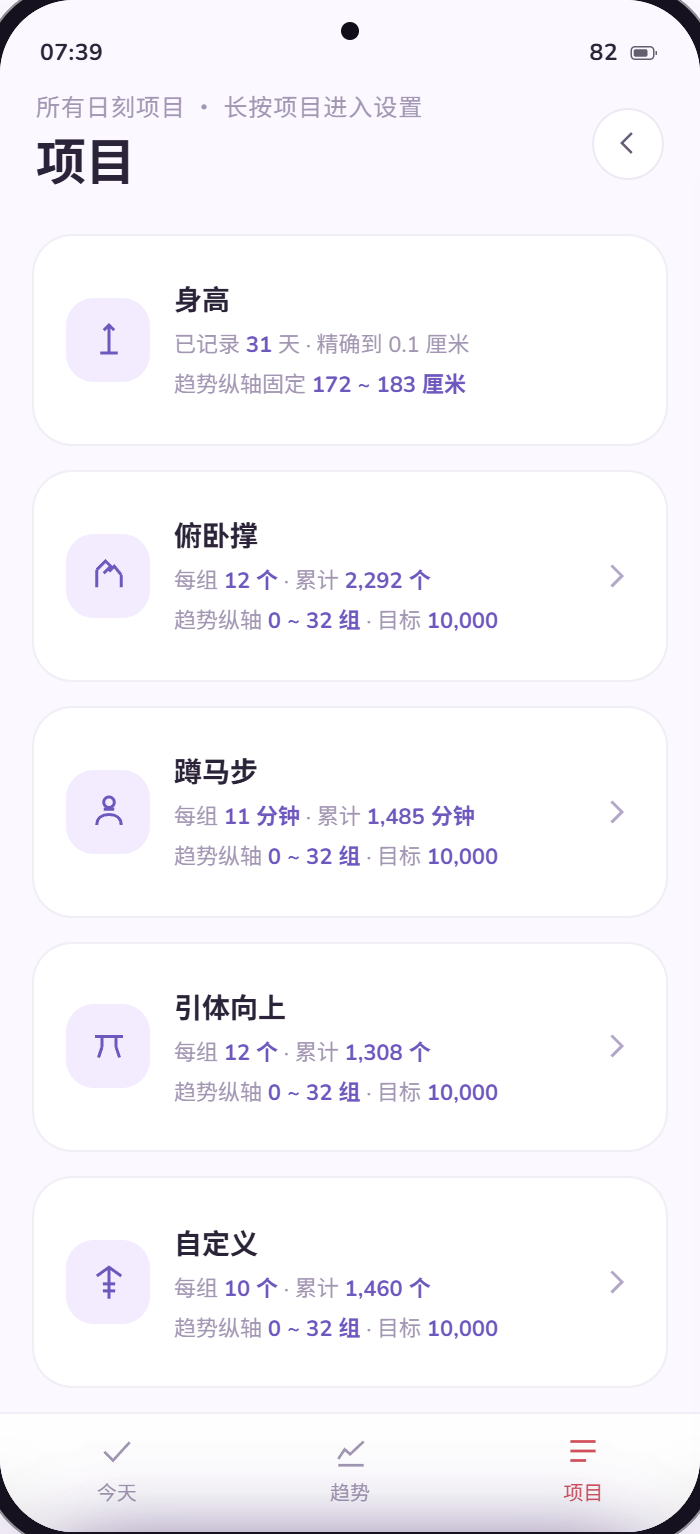 07:39
82
所有日刻项目 • 长按项目进入设置
项目
身高
已记录 31 天 · 精确到 0.1 厘米
趋势纵轴固定 172 ~ 183 厘米
俯卧撑
每组 12 个 · 累计 2,292 个
趋势纵轴 0 ~ 32 组 · 目标 10,000
蹲马步
每组 11 分钟 · 累计 1,485 分钟
趋势纵轴 0 ~ 32 组 · 目标 10,000
引体向上
每组 12 个 · 累计 1,308 个
趋势纵轴 0 ~ 32 组 · 目标 10,000
自定义
每组 10 个 · 累计 1,460 个
趋势纵轴 0 ~ 32 组 · 目标 10,000
今天
趋势
项目